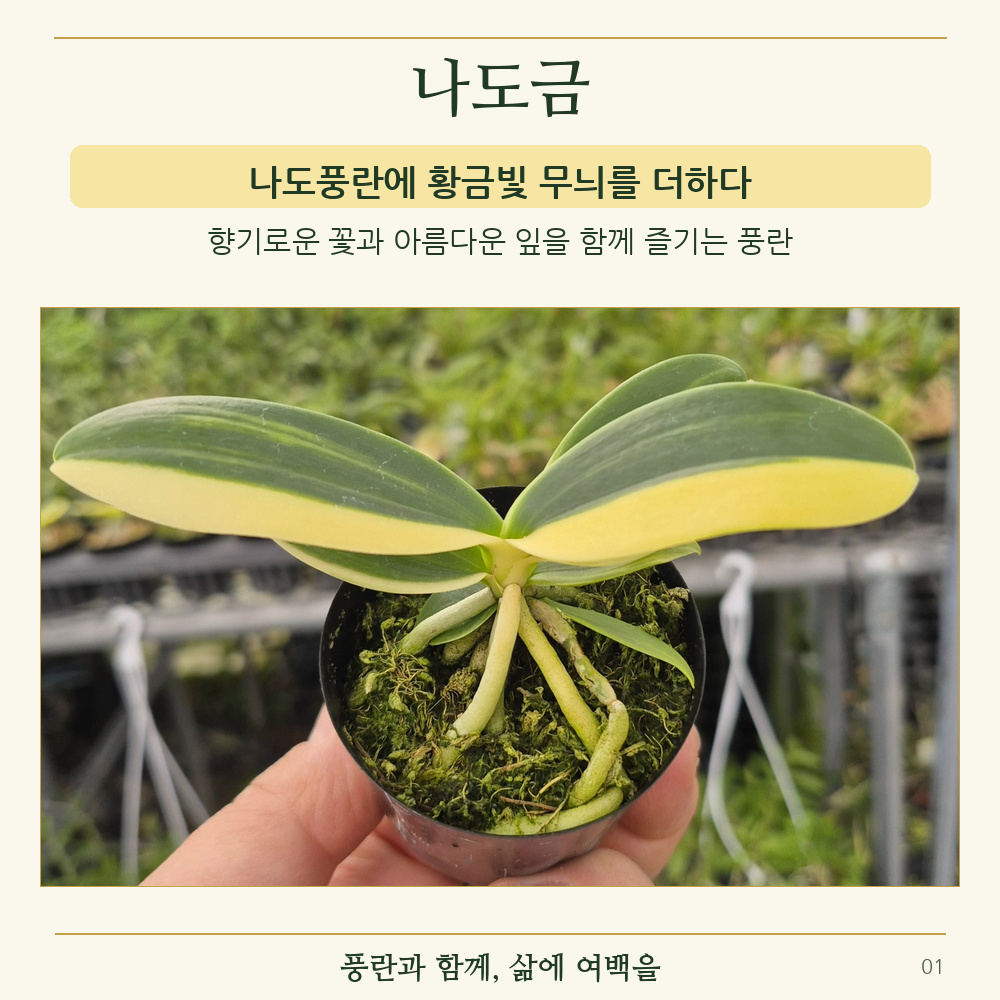 나도금
나도풍란에 황금빛 무늬를 더하다
향기로운 꽃과 아름다운 잎을 함께 즐기는 풍란
풍란과 함께, 삶에 여백을
01